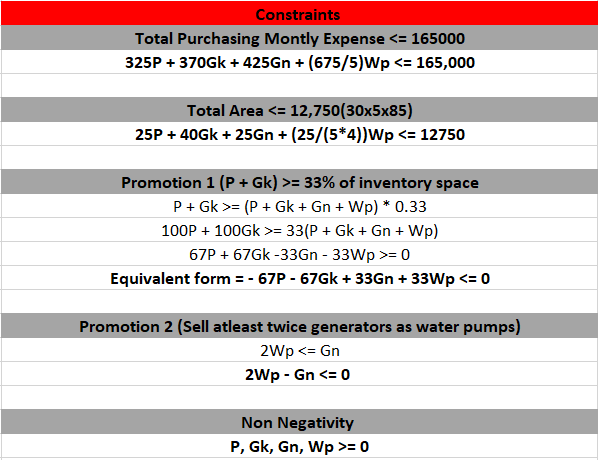 Constraints
Total Purchasing Montly Expense <= 165000
325P + 370Gk + 425Gn + (675/5)Wp <= 165,000
Total Area <= 12,750(30x5x85)
25P + 40Gk + 25Gn + (25/(5*4))Wp <= 12750
Promotion 1 (P + Gk) >= 33% of inventory space
P + Gk >= (P + Gk + Gn + Wp) * 0.33
100P + 100Gk >= 33(P + Gk + Gn + Wp)
67P + 67Gk -33Gn - 33Wp >= 0
Equivalent form = - 67P - 67Gk + 33Gn + 33Wp <= 0
Promotion 2 (Sell atleast twice generators as water pumps)
2Wp <= Gn
2Wp - Gn <= 0
Non Negativity
P, Gk, Gn, Wp >= 0